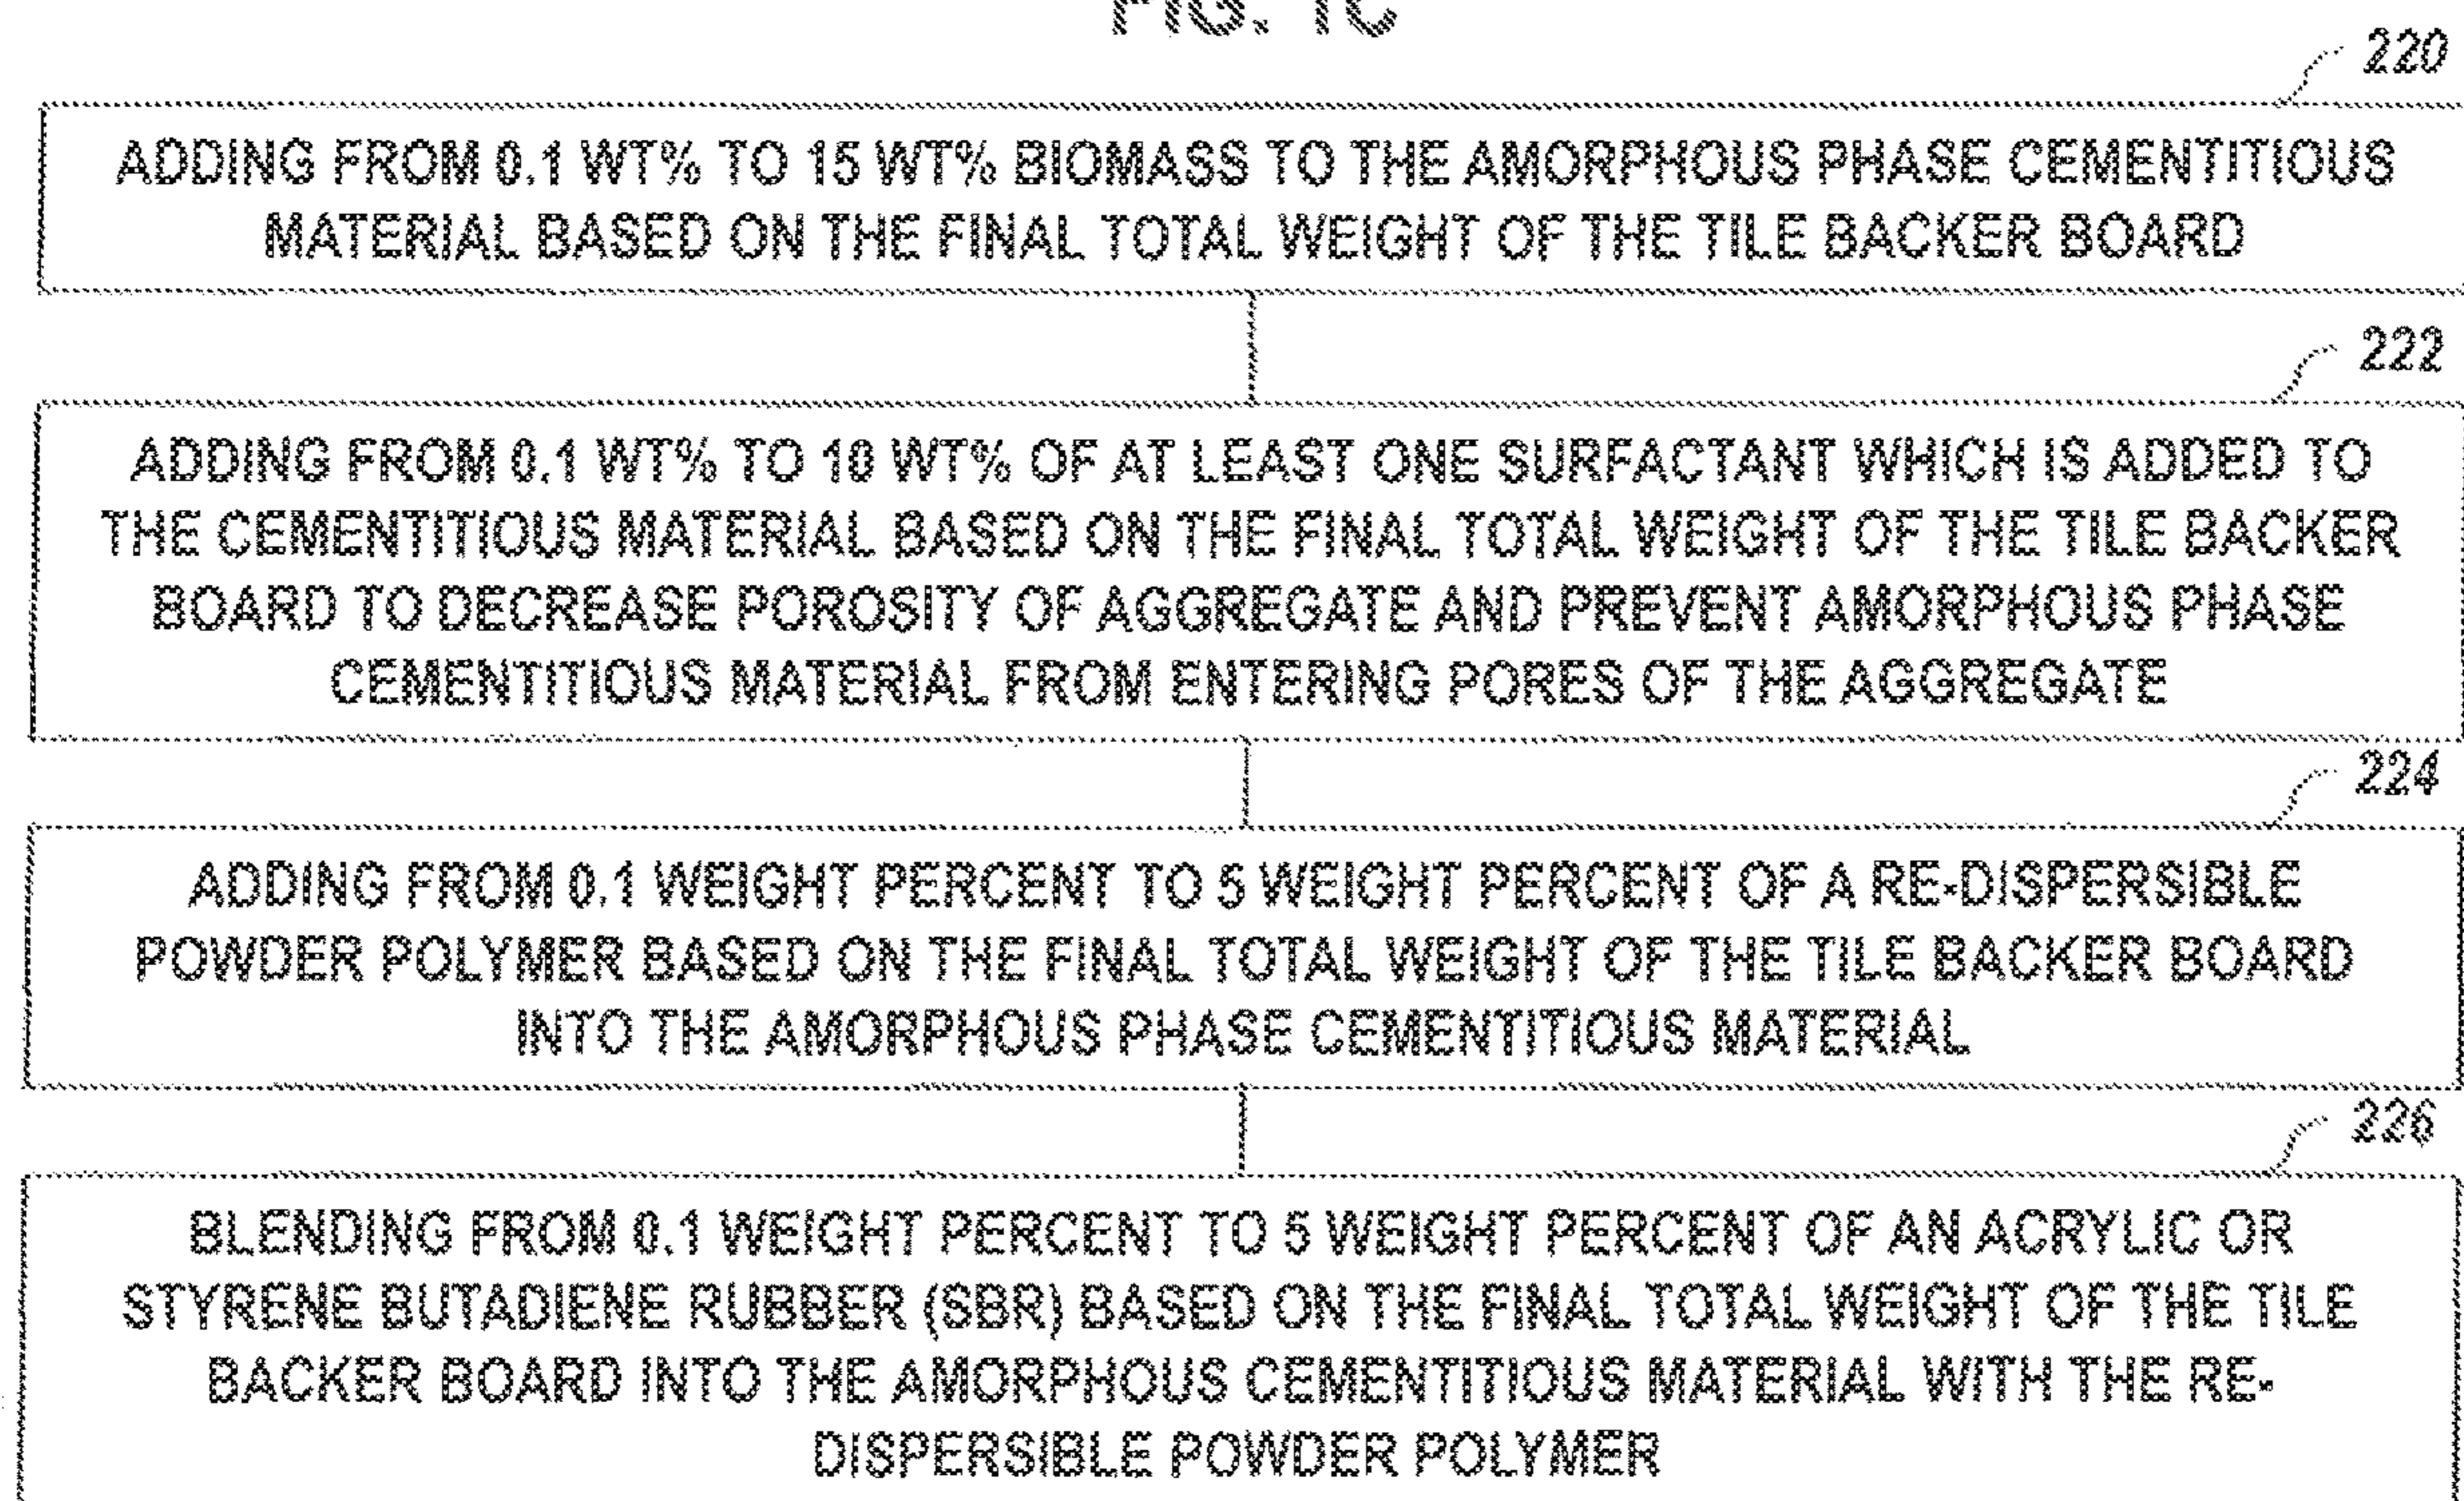 FIG. 1C
220
ADDING FROM 0.1 WT% TO 15 WT% BIOMASS TO THE AMORPHOUS PHASE CEMENTITIOUS
MATERIAL BASED ON THE FINAL TOTAL WEIGHT OF THE TILE BACKER BOARD
222
ADDING FROM 0.1 WT% TO 10 WT% OF AT LEAST ONE SURFACTANT WHICH IS ADDED TO
THE CEMENTITIOUS MATERIAL BASED ON THE FINAL TOTAL WEIGHT OF THE TILE BACKER
BOARD TO DECREASE POROSITY OF AGGREGATE AND PREVENT AMORPHOUS PHASE
CEMENTITIOUS MATERIAL FROM ENTERING PORES OF THE AGGREGATE
224
ADDING FROM 0.1 WEIGHT PERCENT TO 5 WEIGHT PERCENT OF A RE-DISPERSIBLE
POWDER POLYMER BASED ON THE FINAL TOTAL WEIGHT OF THE TILE BACKER BOARD
INTO THE AMORPHOUS PHASE CEMENTITIOUS MATERIAL
226
BLENDING FROM 0.1 WEIGHT PERCENT TO 5 WEIGHT PERCENT OF AN ACRYLIC OR
STYRENE BUTADIENE RUBBER (SBR) BASED ON THE FINAL TOTAL WEIGHT OF THE TILE
BACKER BOARD INTO THE AMORPHOUS CEMENTITIOUS MATERIAL WITH THE RE-
DISPERSIBLE POWDER POLYMER